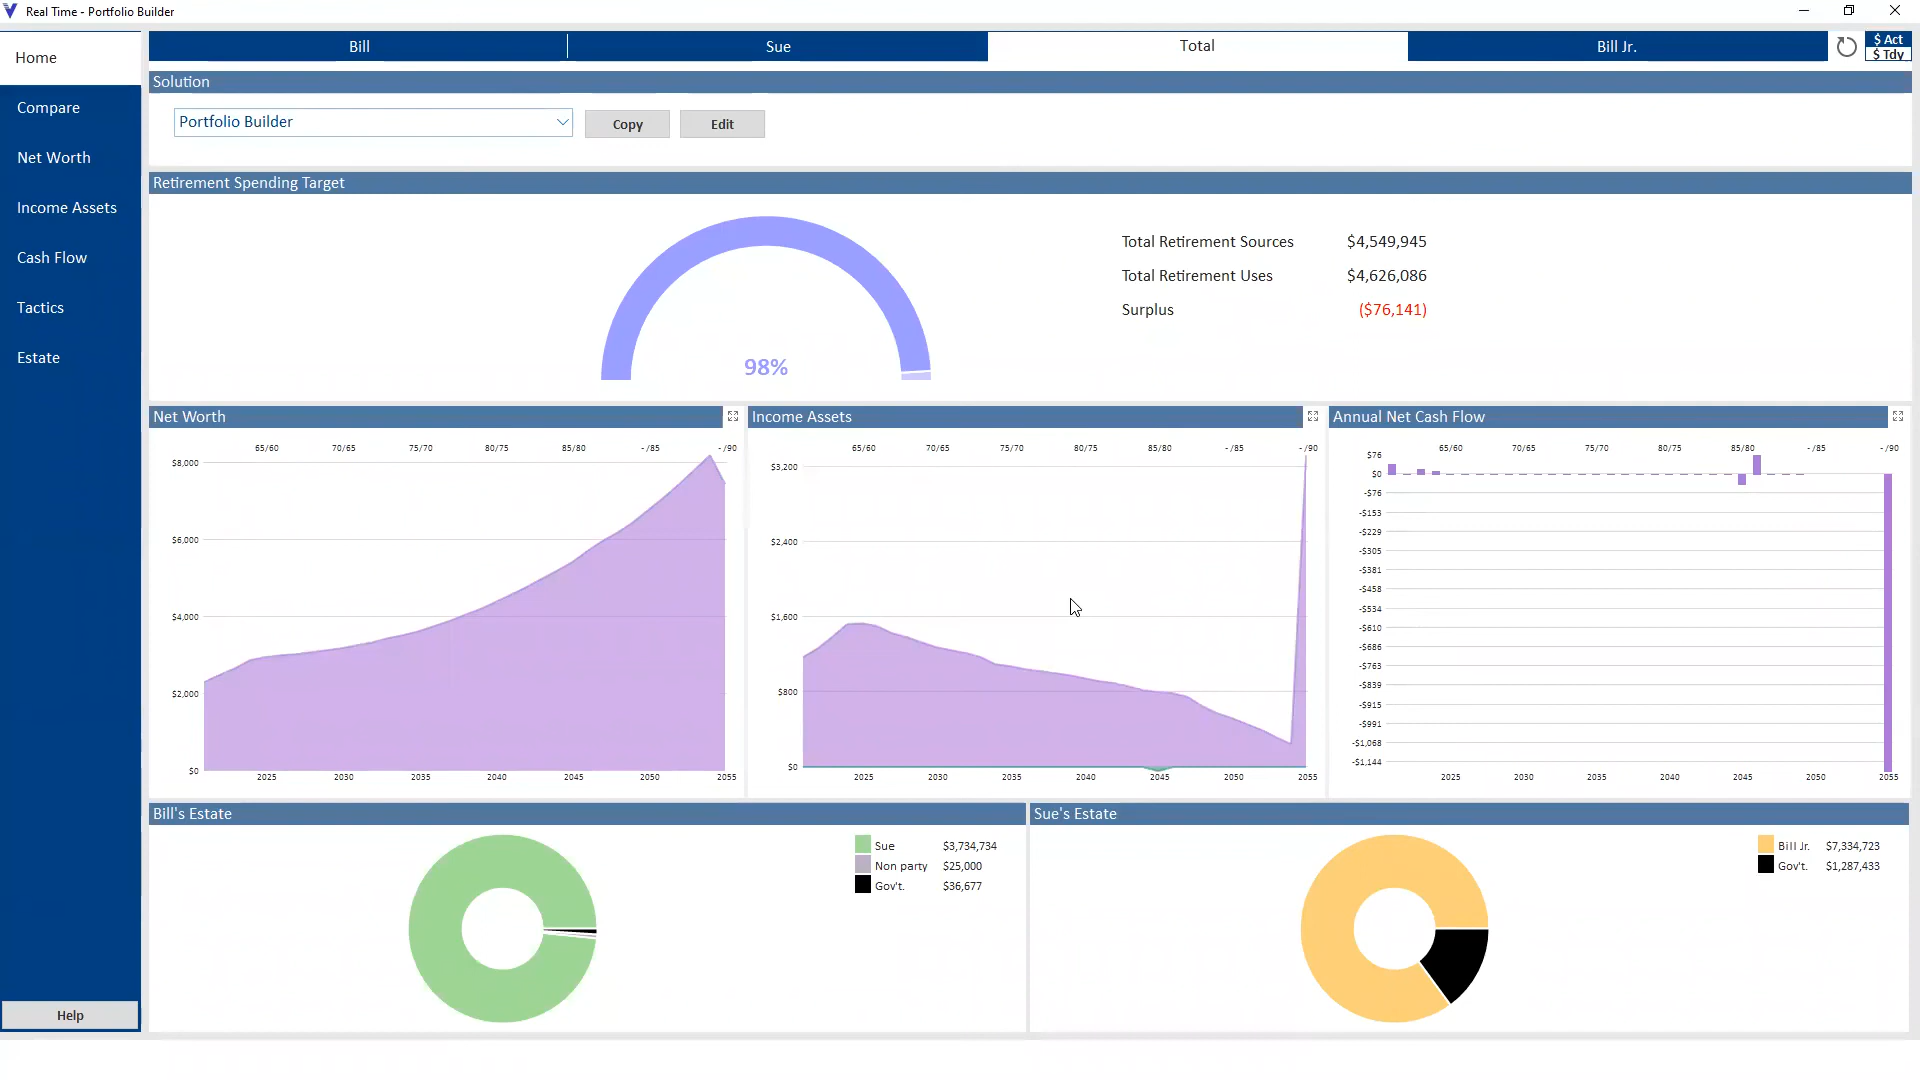 Real Time - Portfolio Builder
Home
Compare
Net Worth
Income Assets
Cash Flow
Tactics
Estate
Help
Bill
Sue
Total
Bill Jr.
$ Act
$ Tdy
Solution
Portfolio Builder
Copy
Edit
Retirement Spending Target
98%
Total Retirement Sources $4,549,945
Total Retirement Uses $4,626,086
Surplus ($76,141)
Net Worth
65/60 70/65 75/70 80/75 85/80 - /85 - /90
$8,000
$6,000
$4,000
$2,000
$0
2025 2030 2035 2040 2045 2050 2055
Income Assets
65/60 70/65 75/70 80/75 85/80 - /85 - /90
$3,200
$2,400
$1,600
$800
$0
2025 2030 2035 2040 2045 2050 2055
Annual Net Cash Flow
65/60 70/65 75/70 80/75 85/80 - /85 - /90
$76
$0
-$76
-$153
-$229
-$305
-$381
-$458
-$534
-$610
-$686
-$763
-$839
-$915
-$991
-$1,068
-$1,144
2025 2030 2035 2040 2045 2050 2055
Bill's Estate
Sue $3,734,734
Non party $25,000
Gov't. $36,677
Sue's Estate
Bill Jr. $7,334,723
Gov't. $1,287,433